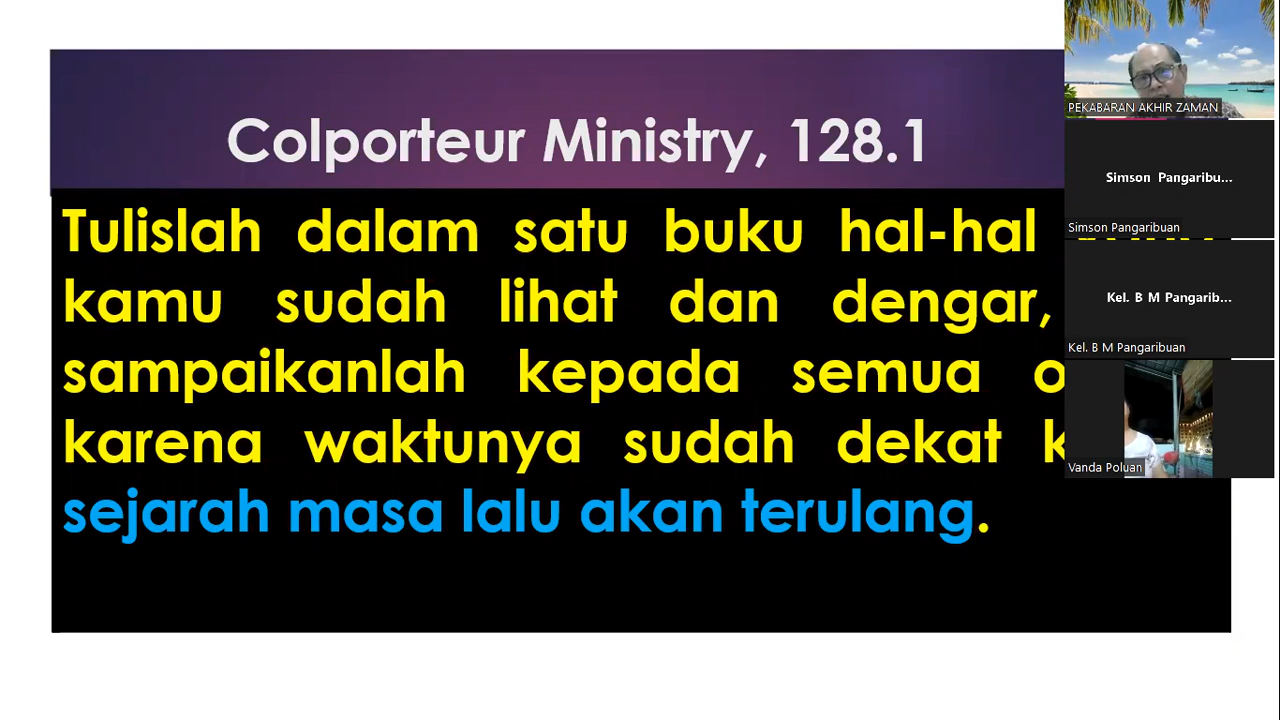 Colporteur Ministry, 128.1
Tulislah dalam satu buku hal-hal
kamu sudah lihat dan dengar,
sampaikanlah kepada semua
karena waktunya sudah dekat
sejarah masa lalu akan terulang.
PEKABARAN AKHIR ZAMAN
Simson Pangaribu...
Simson Pangaribuan
Kel. B M Pangarib...
Kel. B M Pangaribuan
Vanda Poluan